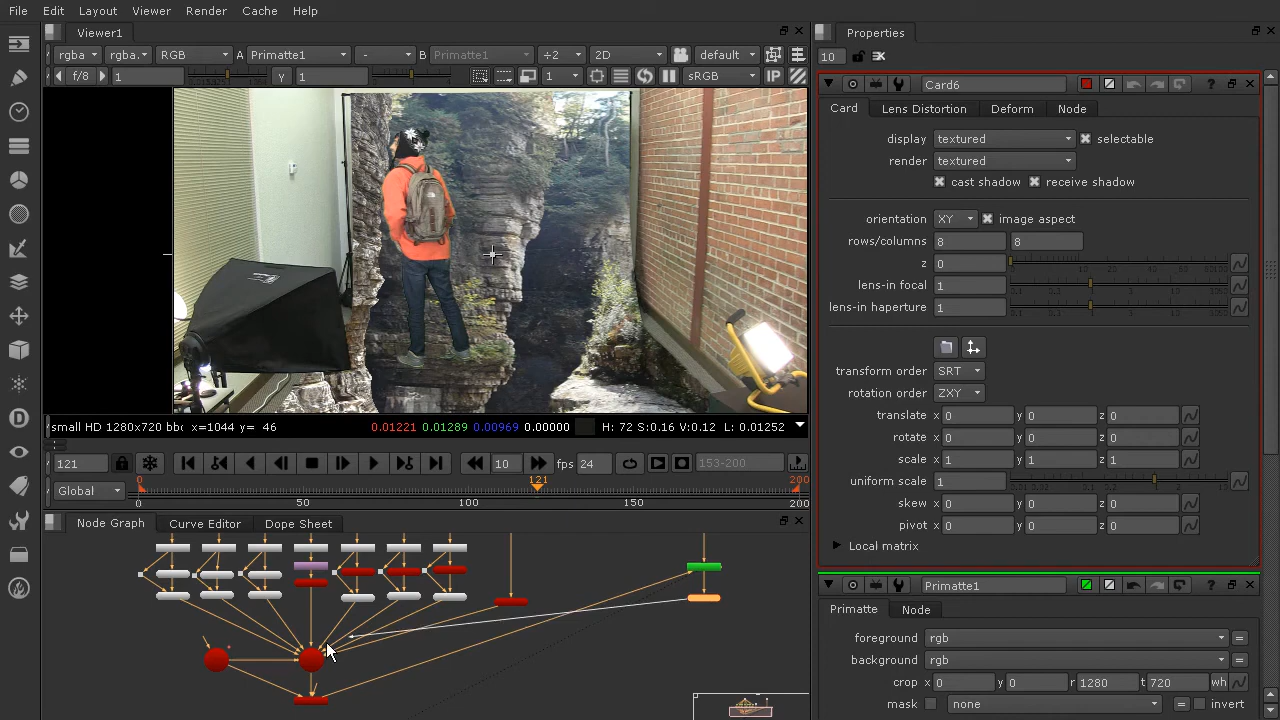 File Edit Layout Viewer Render Cache Help
Viewer1
rgba rgba. RGB A Primatte1 - B Primatte1 ÷2 2D default
f/8 1 Y 1 1 sRGB IP
small HD 1280x720 bbo x=1044 y= 46 0.01221 0.01289 0.00969 0.00000 H: 72 S:0.16 V:0.12 L: 0.01252
121 10 fps 24 153-200
Global 0 121 200
0 50 100 150 200
Node Graph Curve Editor Dope Sheet
Properties
10
Card6
Card Lens Distortion Deform Node
display textured selectable
render textured
cast shadow receive shadow
orientation XY image aspect
rows/columns 8 8
z 0
lens-in focal 1
lens-in haperture 1
transform order SRT
rotation order ZXY
translate x 0 y 0 z 0
rotate x 0 y 0 z 0
scale x 1 y 1 z 1
uniform scale 1
skew x 0 y 0 z 0
pivot x 0 y 0 z 0
Local matrix
Primatte1
Primatte Node
foreground rgb =
background rgb =
crop x 0 y 0 r 1280 t 720 wh
mask none = invert